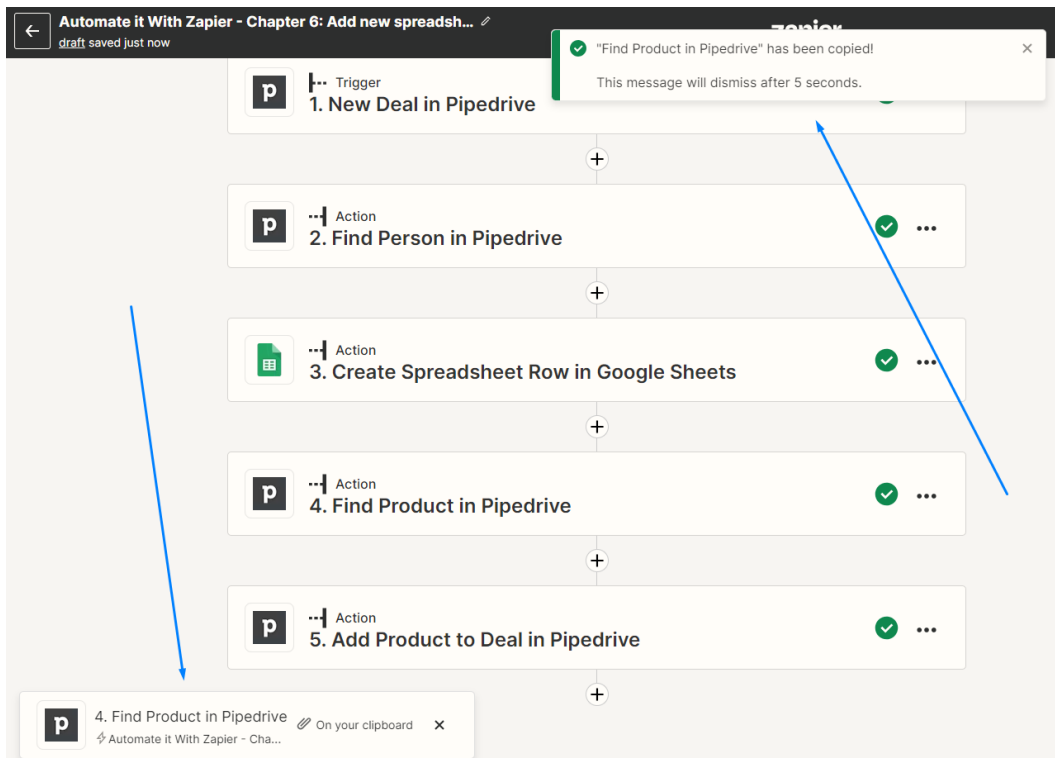 Automate it With Zapier - Chapter 6: Add new spreadsh...
draft saved just now
zapier
"Find Product in Pipedrive" has been copied!
This message will dismiss after 5 seconds.
Trigger
1. New Deal in Pipedrive
Action
2. Find Person in Pipedrive
Action
3. Create Spreadsheet Row in Google Sheets
Action
4. Find Product in Pipedrive
Action
5. Add Product to Deal in Pipedrive
4. Find Product in Pipedrive
On your clipboard
Automate it With Zapier - Cha...